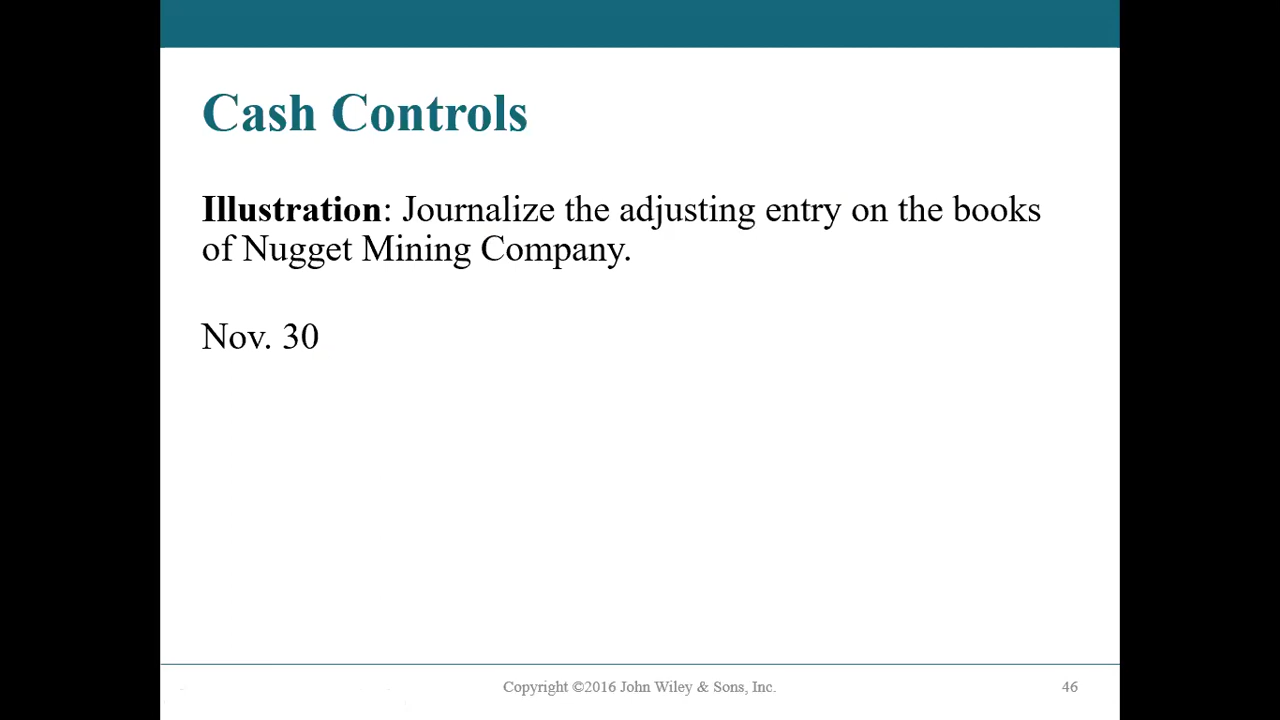 Cash Controls
Illustration: Journalize the adjusting entry on the books
of Nugget Mining Company.
Nov. 30
Copyright ©2016 John Wiley & Sons, Inc.
46